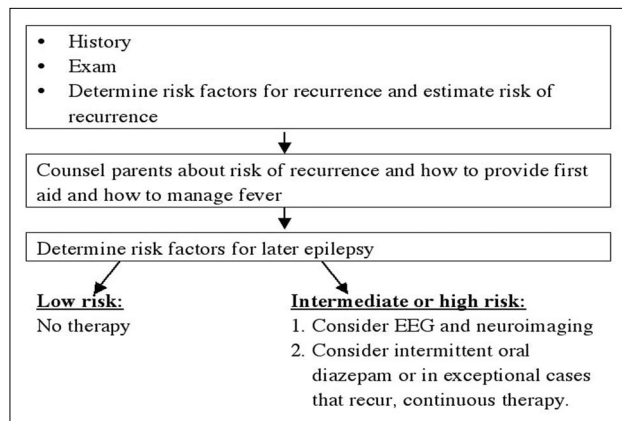 • History
• Exam
• Determine risk factors for recurrence and estimate risk of
recurrence
Counsel parents about risk of recurrence and how to provide first
aid and how to manage fever
Determine risk factors for later epilepsy
Low risk:
No therapy
Intermediate or high risk:
1. Consider EEG and neuroimaging
2. Consider intermittent oral
diazepam or in exceptional cases
that recur, continuous therapy.